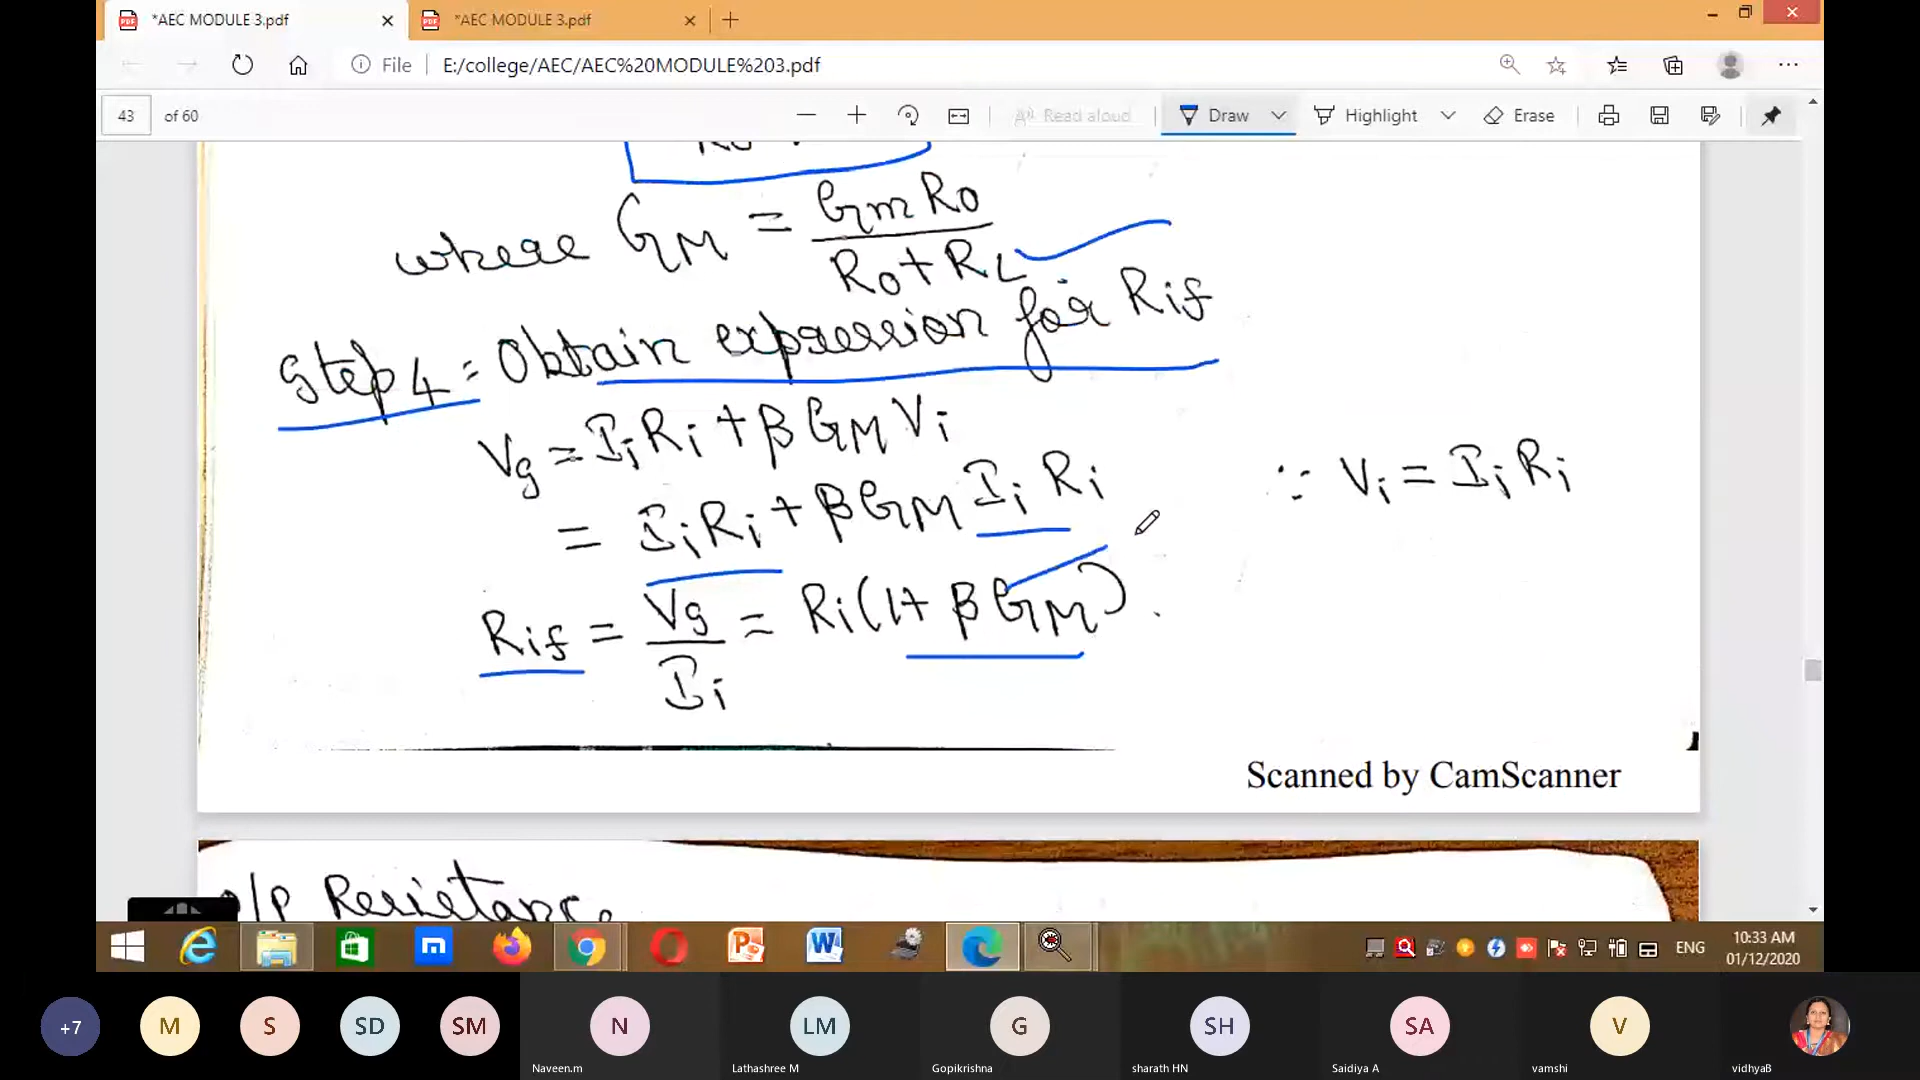 *AEC MODULE 3.pdf
*AEC MODULE 3.pdf
File
E:/college/AEC/AEC%20MODULE%203.pdf
43 of 60
Read aloud
Draw
Highlight
Erase
where GM = GmRo / Ro+RL
Step 4 = Obtain expression for Rif
Vg = IiRi + βGMVi
= IiRi + βGM Ii Ri ∵ Vi = IiRi
Rif = Vg / Ii = Ri(1+ βGM).
Scanned by CamScanner
o/p Resistance
ENG
10:33 AM
01/12/2020
+7
M
S
SD
SM
N
LM
G
SH
SA
V
Naveen.m
Lathashree M
Gopikrishna
sharath HN
Saidiya A
vamshi
vidhyaB